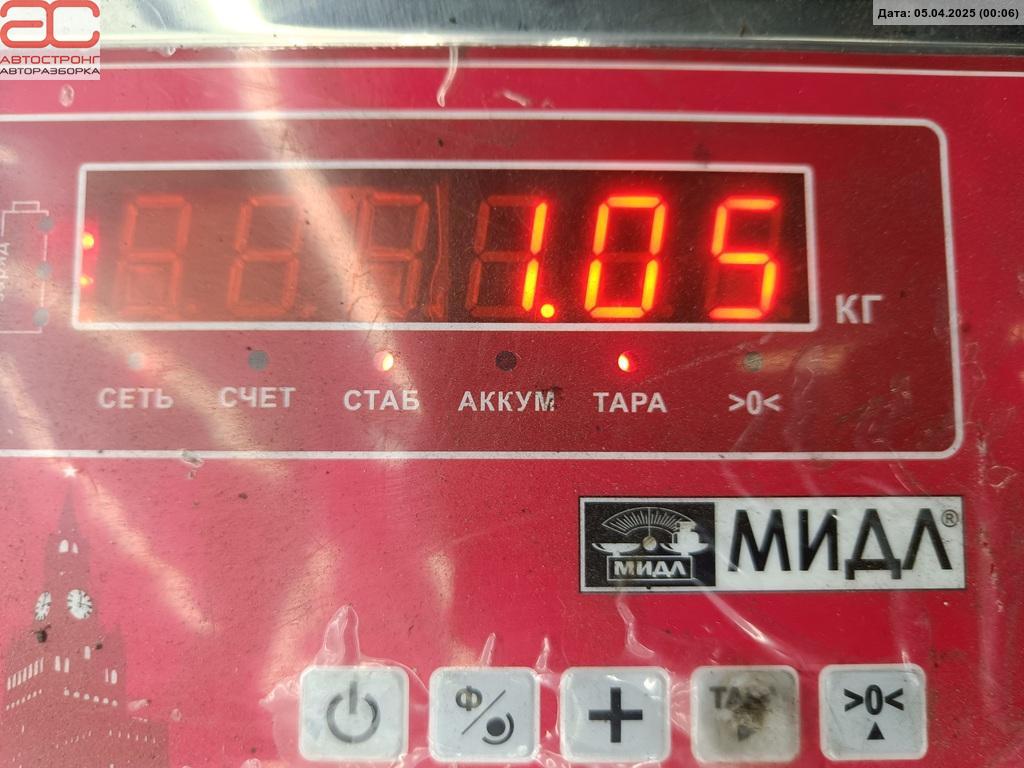 АС
АВТОСТРОНГ
АВТОРАЗБОРКА
Дата: 05.04.2025 (00:06)
1.05
КГ
СЕТЬ СЧЕТ СТАБ АККУМ ТАРА >0<
МИДЛ
МИДЛ®
Ф
>0<